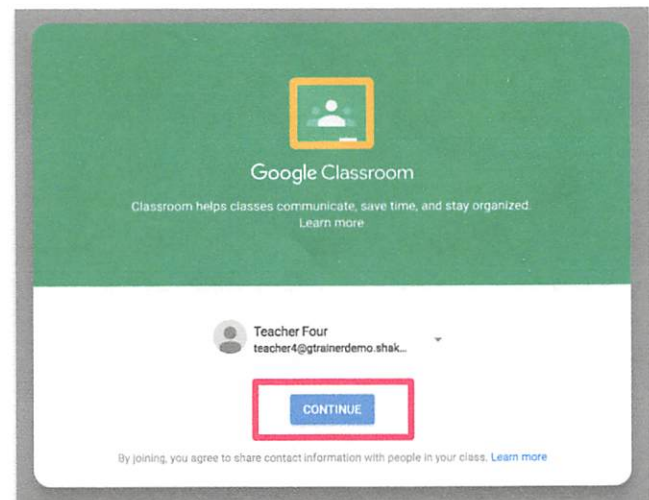 Google Classroom
Classroom helps classes communicate, save time, and stay organized.
Learn more
Teacher Four
teacher4@gtrainerdemo.shak...
CONTINUE
By joining, you agree to share contact information with people in your class. Learn more